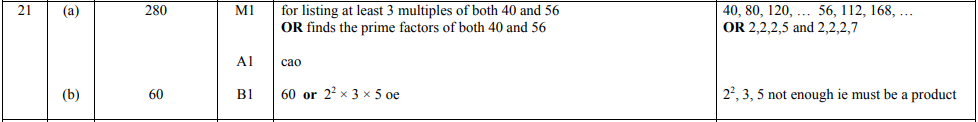 21 (a) 280 M1 for listing at least 3 multiples of both 40 and 56 40, 80, 120, … 56, 112, 168, …
OR finds the prime factors of both 40 and 56 OR 2,2,2,5 and 2,2,2,7
A1 cao
(b) 60 B1 60 or 2² × 3 × 5 oe 2², 3, 5 not enough ie must be a product